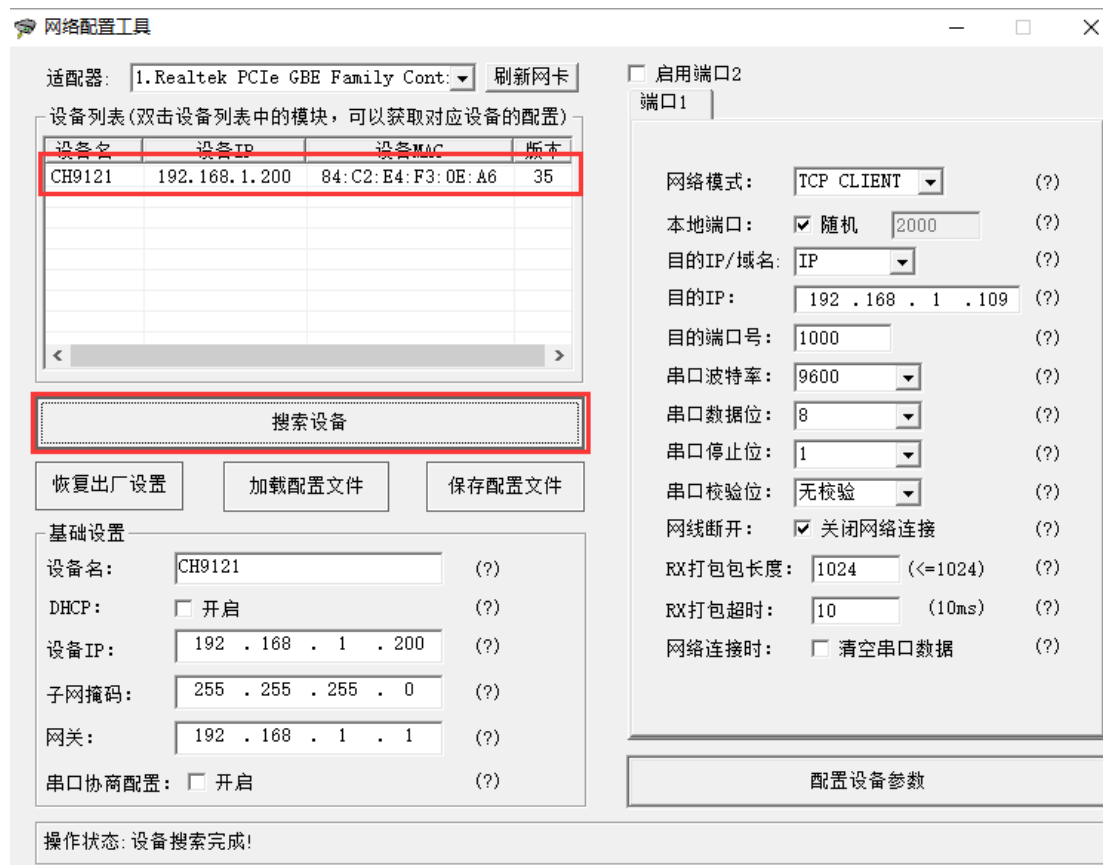 网络配置工具
适配器: 1.Realtek PCIe GBE Family Cont: 刷新网卡
设备列表(双击设备列表中的模块，可以获取对应设备的配置)
设备名 设备IP 设备MAC 版本
CH9121 192.168.1.200 84:C2:E4:F3:0E:A6 35
搜索设备
恢复出厂设置 加载配置文件 保存配置文件
基础设置
设备名: CH9121 (?)
DHCP: 开启 (?)
设备IP: 192 . 168 . 1 . 200 (?)
子网掩码: 255 . 255 . 255 . 0 (?)
网关: 192 . 168 . 1 . 1 (?)
串口协商配置: 开启 (?)
启用端口2
端口1
网络模式: TCP CLIENT (?)
本地端口: 随机 2000 (?)
目的IP/域名: IP (?)
目的IP: 192 .168 . 1 .109 (?)
目的端口号: 1000 (?)
串口波特率: 9600 (?)
串口数据位: 8 (?)
串口停止位: 1 (?)
串口校验位: 无校验 (?)
网线断开: 关闭网络连接 (?)
RX打包包长度: 1024 (<=1024) (?)
RX打包超时: 10 (10ms) (?)
网络连接时: 清空串口数据 (?)
配置设备参数
操作状态:设备搜索完成!